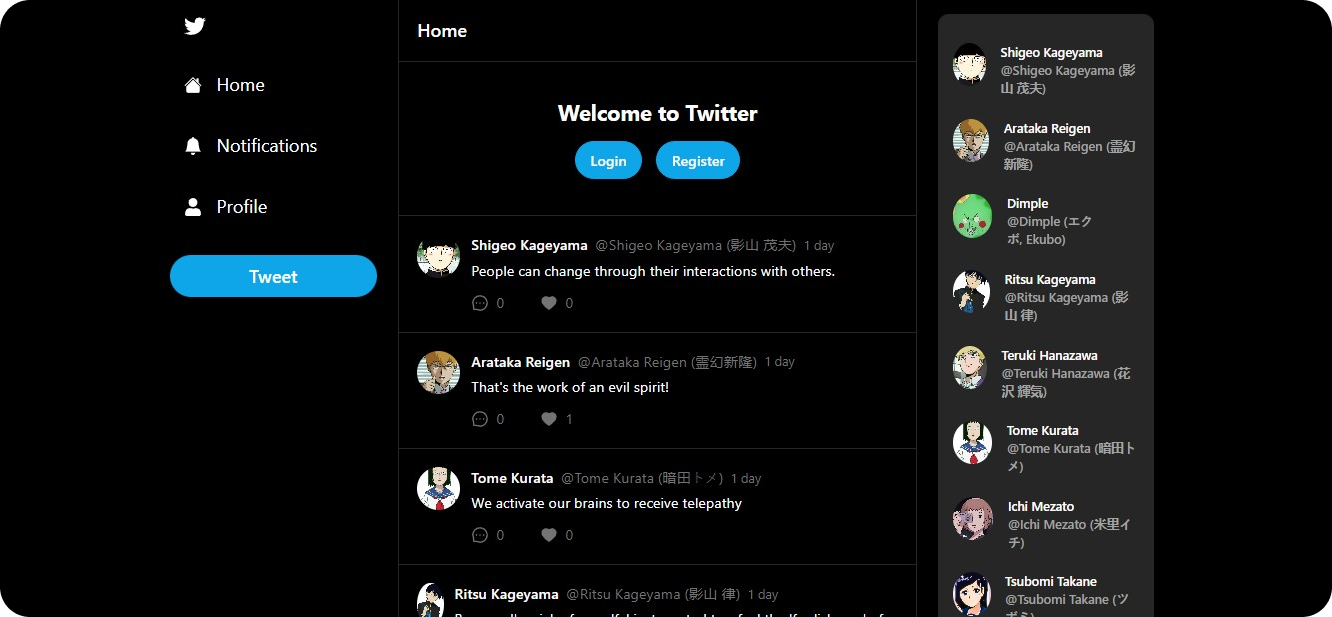 Home
Notifications
Profile
Tweet
Home
Welcome to Twitter
Login Register
Shigeo Kageyama @Shigeo Kageyama (影山 茂夫) 1 day
People can change through their interactions with others.
0 0
Arataka Reigen @Arataka Reigen (霊幻新隆) 1 day
That's the work of an evil spirit!
0 1
Tome Kurata @Tome Kurata (暗田トメ) 1 day
We activate our brains to receive telepathy
0 0
Ritsu Kageyama @Ritsu Kageyama (影山 律) 1 day
Shigeo Kageyama
@Shigeo Kageyama (影
山 茂夫)
Arataka Reigen
@Arataka Reigen (霊幻
新隆)
Dimple
@Dimple (エク
ボ, Ekubo)
Ritsu Kageyama
@Ritsu Kageyama (影
山 律)
Teruki Hanazawa
@Teruki Hanazawa (花
沢 輝気)
Tome Kurata
@Tome Kurata (暗田ト
メ)
Ichi Mezato
@Ichi Mezato (米里イ
チ)
Tsubomi Takane
@Tsubomi Takane (ツ
ボミ)